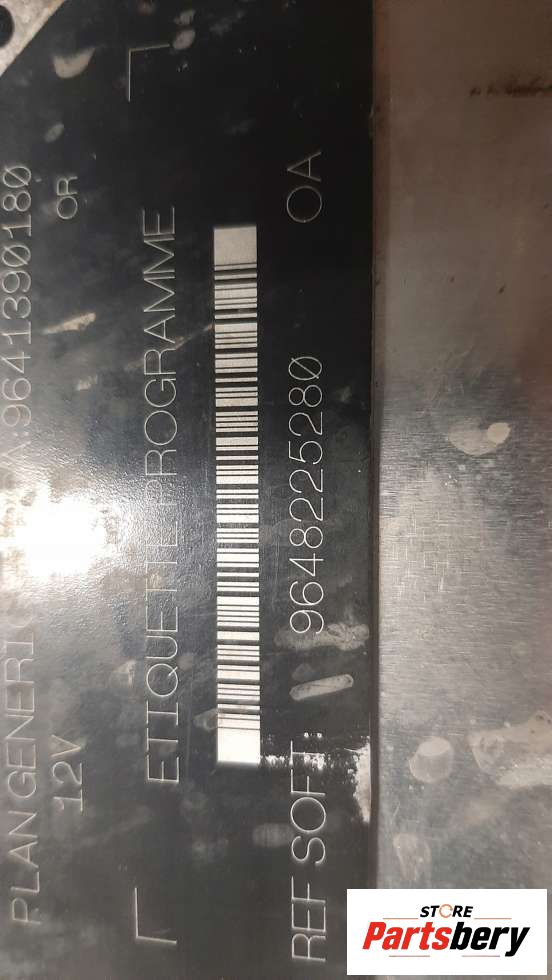 PLAN GENERI A:9641390180
12V OR
ETIQUETTE PROGRAMME
REF SOFT: 9648225280 OA
STORE
Partsbery